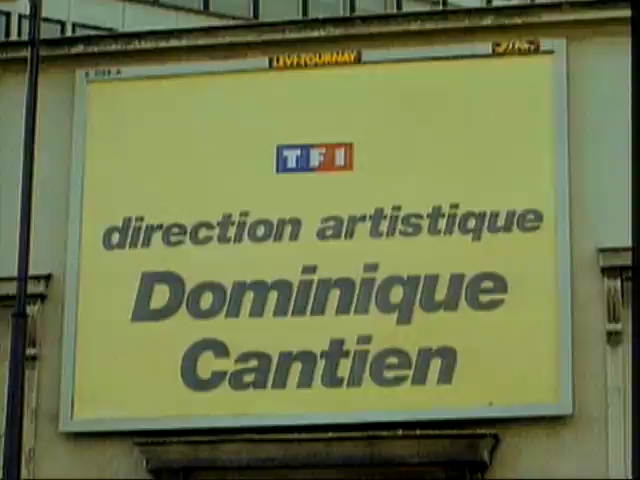 LEVI-TOURNAY
TF1
direction artistique
Dominique
Cantien